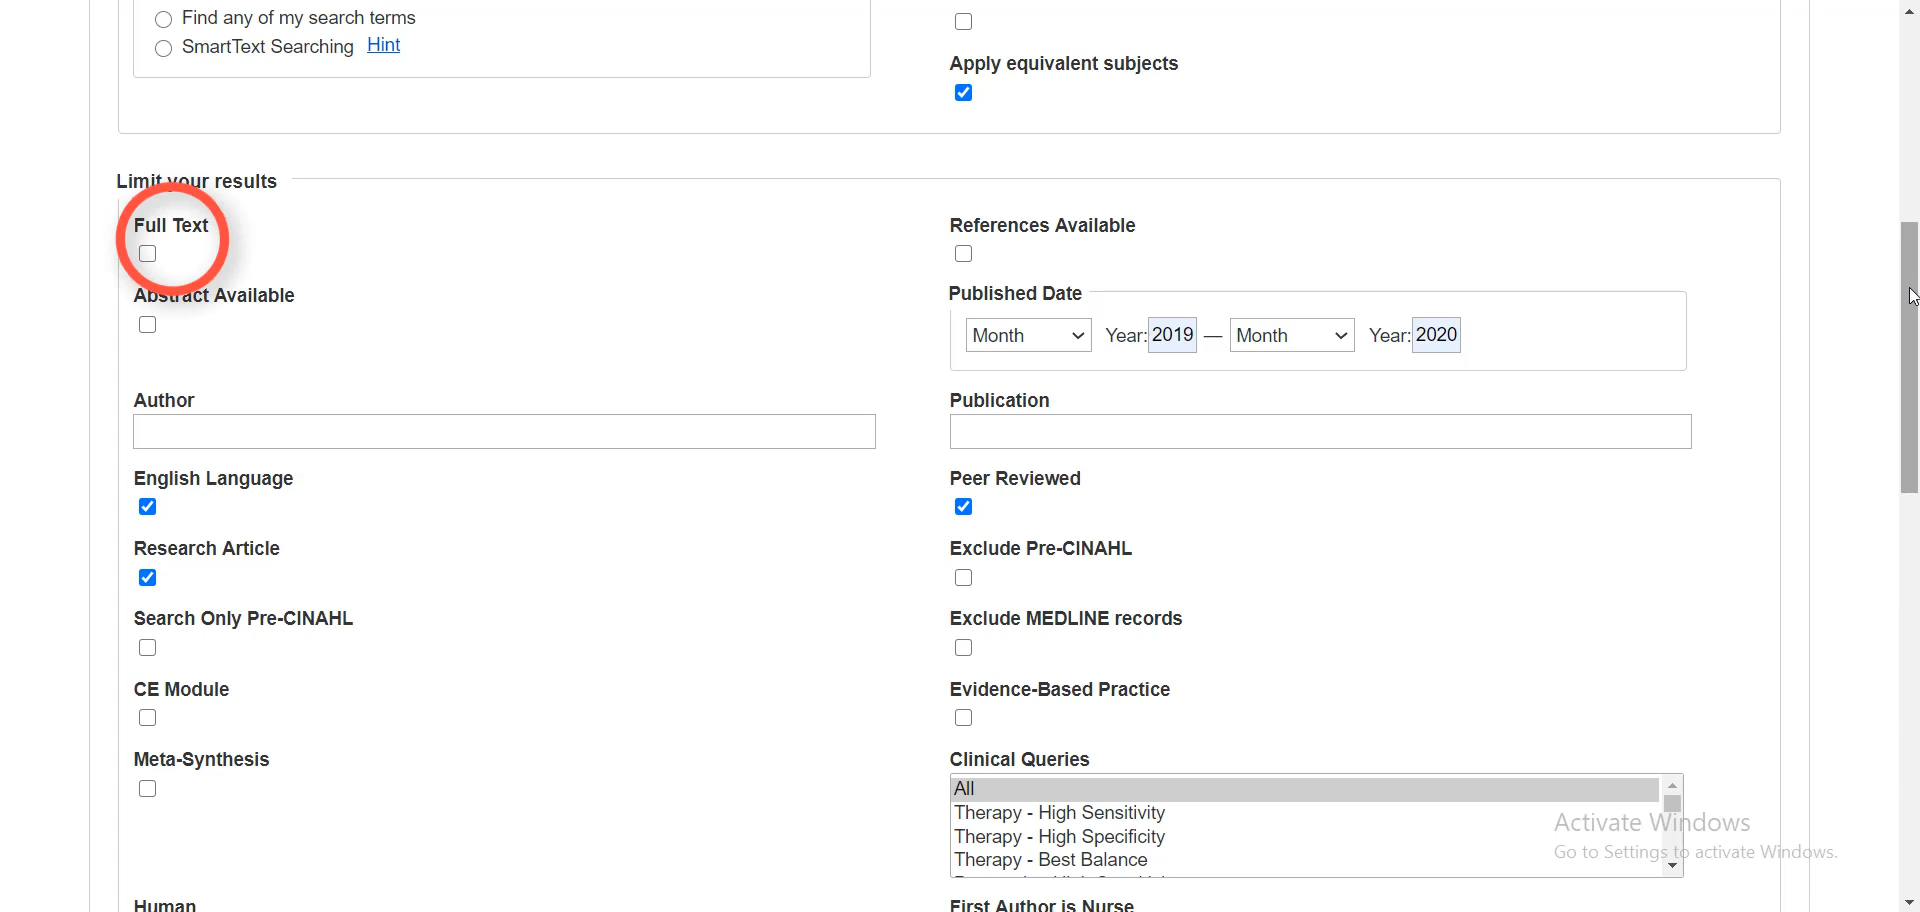 Find any of my search terms
SmartText Searching Hint
Apply equivalent subjects
Limit your results
Full Text
References Available
Abstract Available
Published Date
Month Year: 2019 — Month Year: 2020
Author
Publication
English Language
Peer Reviewed
Research Article
Exclude Pre-CINAHL
Search Only Pre-CINAHL
Exclude MEDLINE records
CE Module
Evidence-Based Practice
Meta-Synthesis
Clinical Queries
All
Therapy - High Sensitivity
Therapy - High Specificity
Therapy - Best Balance
Activate Windows
Go to Settings to activate Windows.
Human
First Author is Nurse